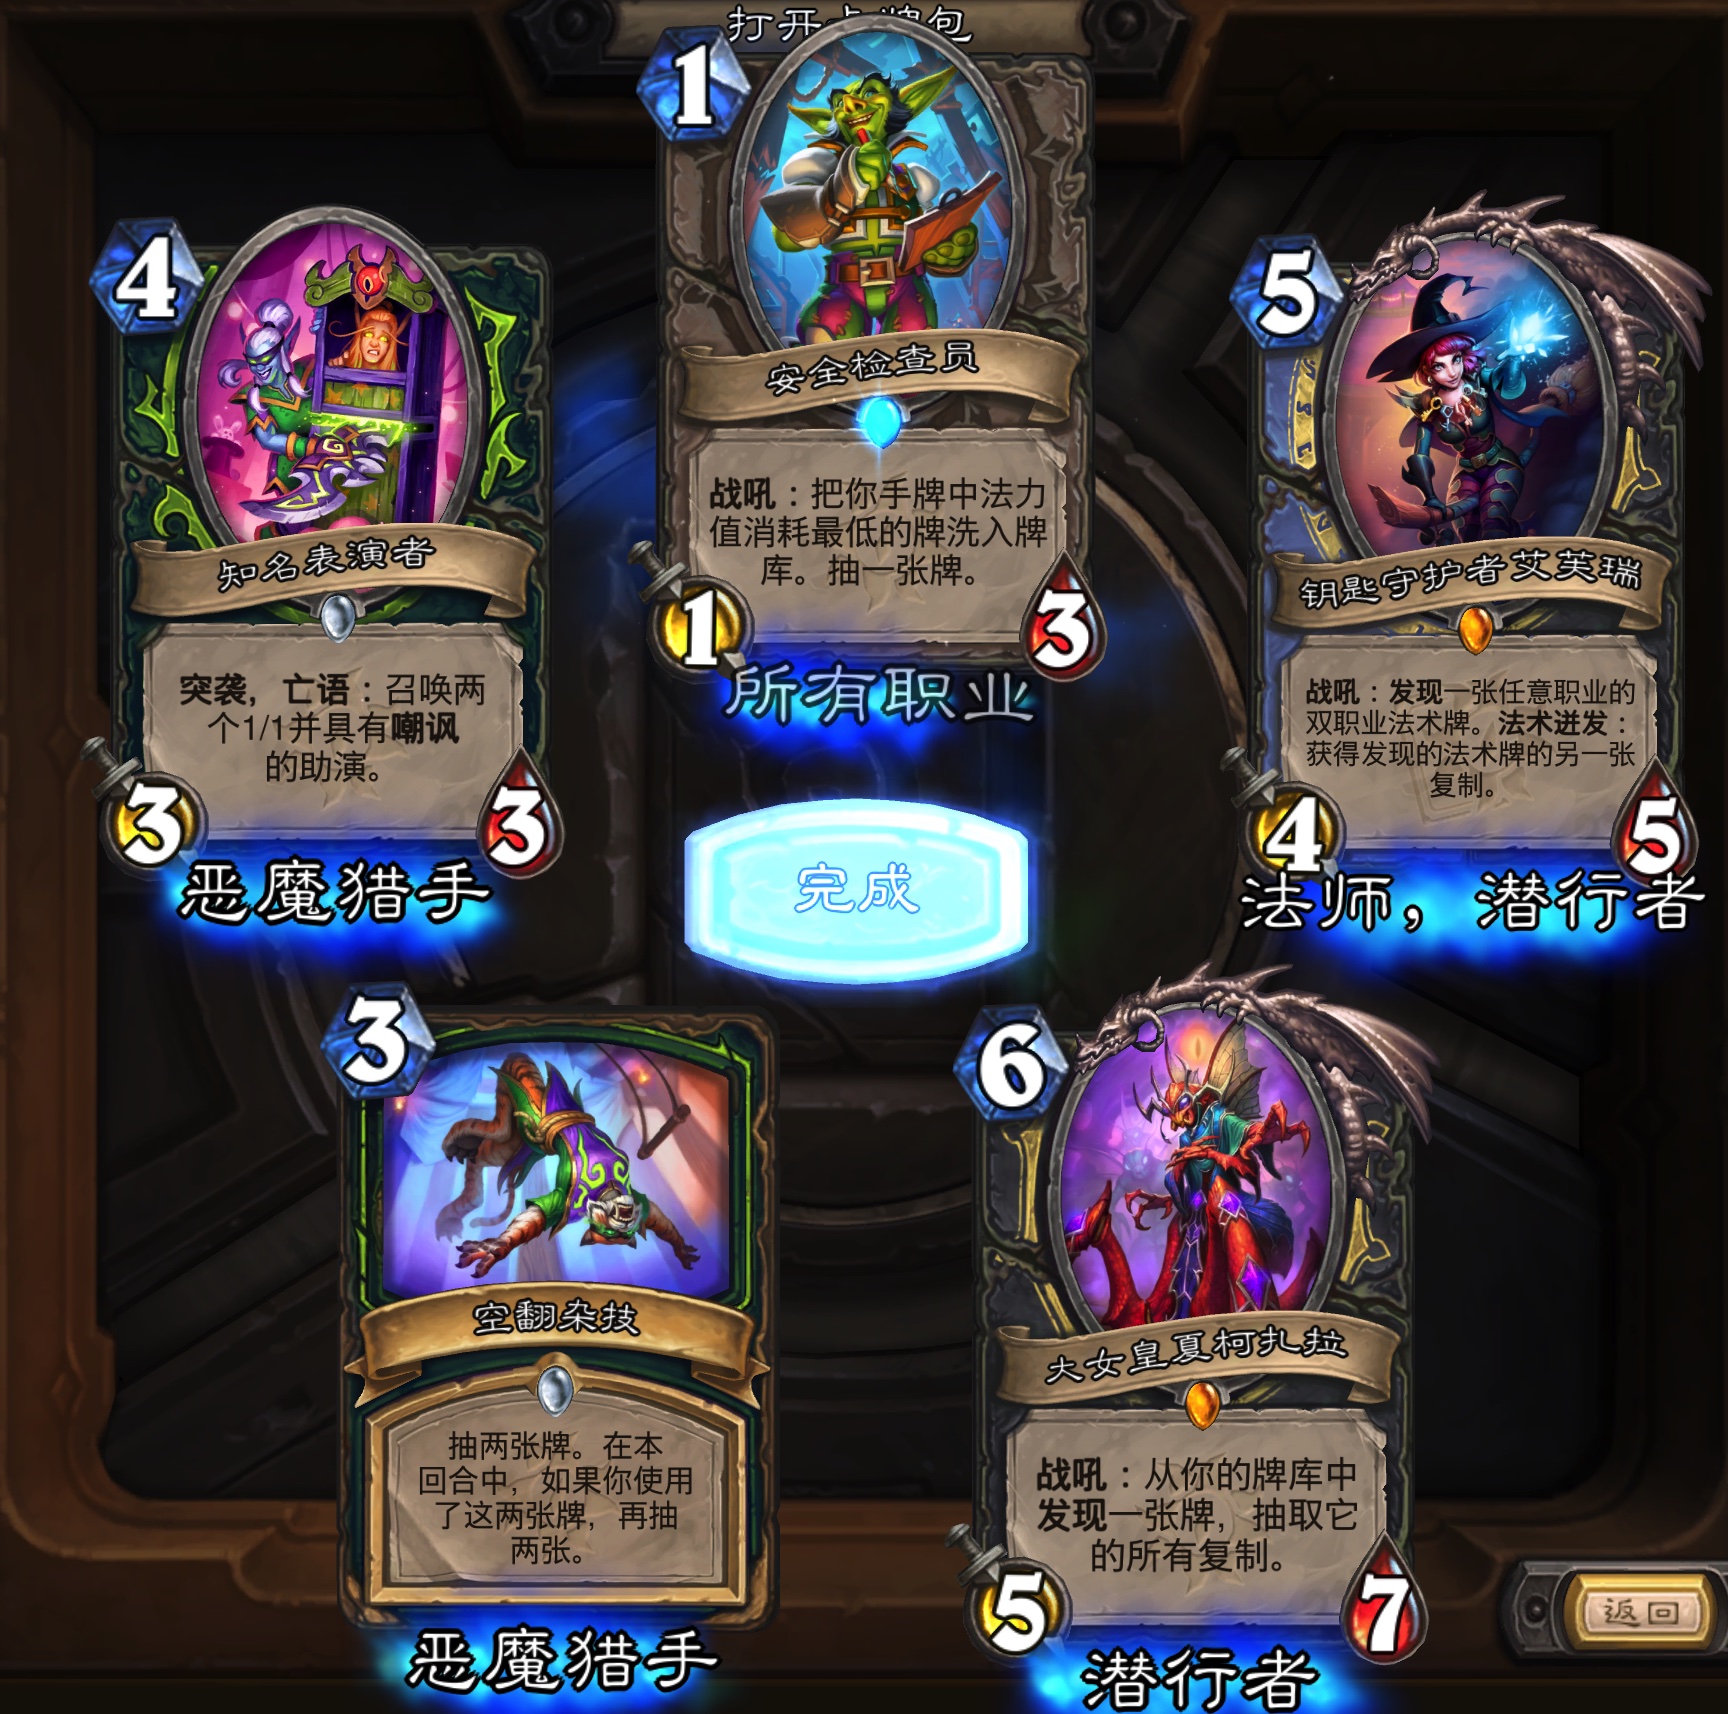 打开卡牌包
1
安全检查员
战吼：把你手牌中法力
值消耗最低的牌洗入牌
库。抽一张牌。
1
3
所有职业
4
知名表演者
突袭，亡语：召唤两
个1/1并具有嘲讽
的助演。
3
3
恶魔猎手
5
钥匙守护者艾芙瑞
战吼：发现一张任意职业的
双职业法术牌。法术迸发：
获得发现的法术牌的另一张
复制。
4
5
法师，潜行者
完成
3
空翻杂技
抽两张牌。在本
回合中，如果你使用
了这两张牌，再抽
两张。
恶魔猎手
6
大女皇夏柯扎拉
战吼：从你的牌库中
发现一张牌，抽取它
的所有复制。
5
7
潜行者
返回